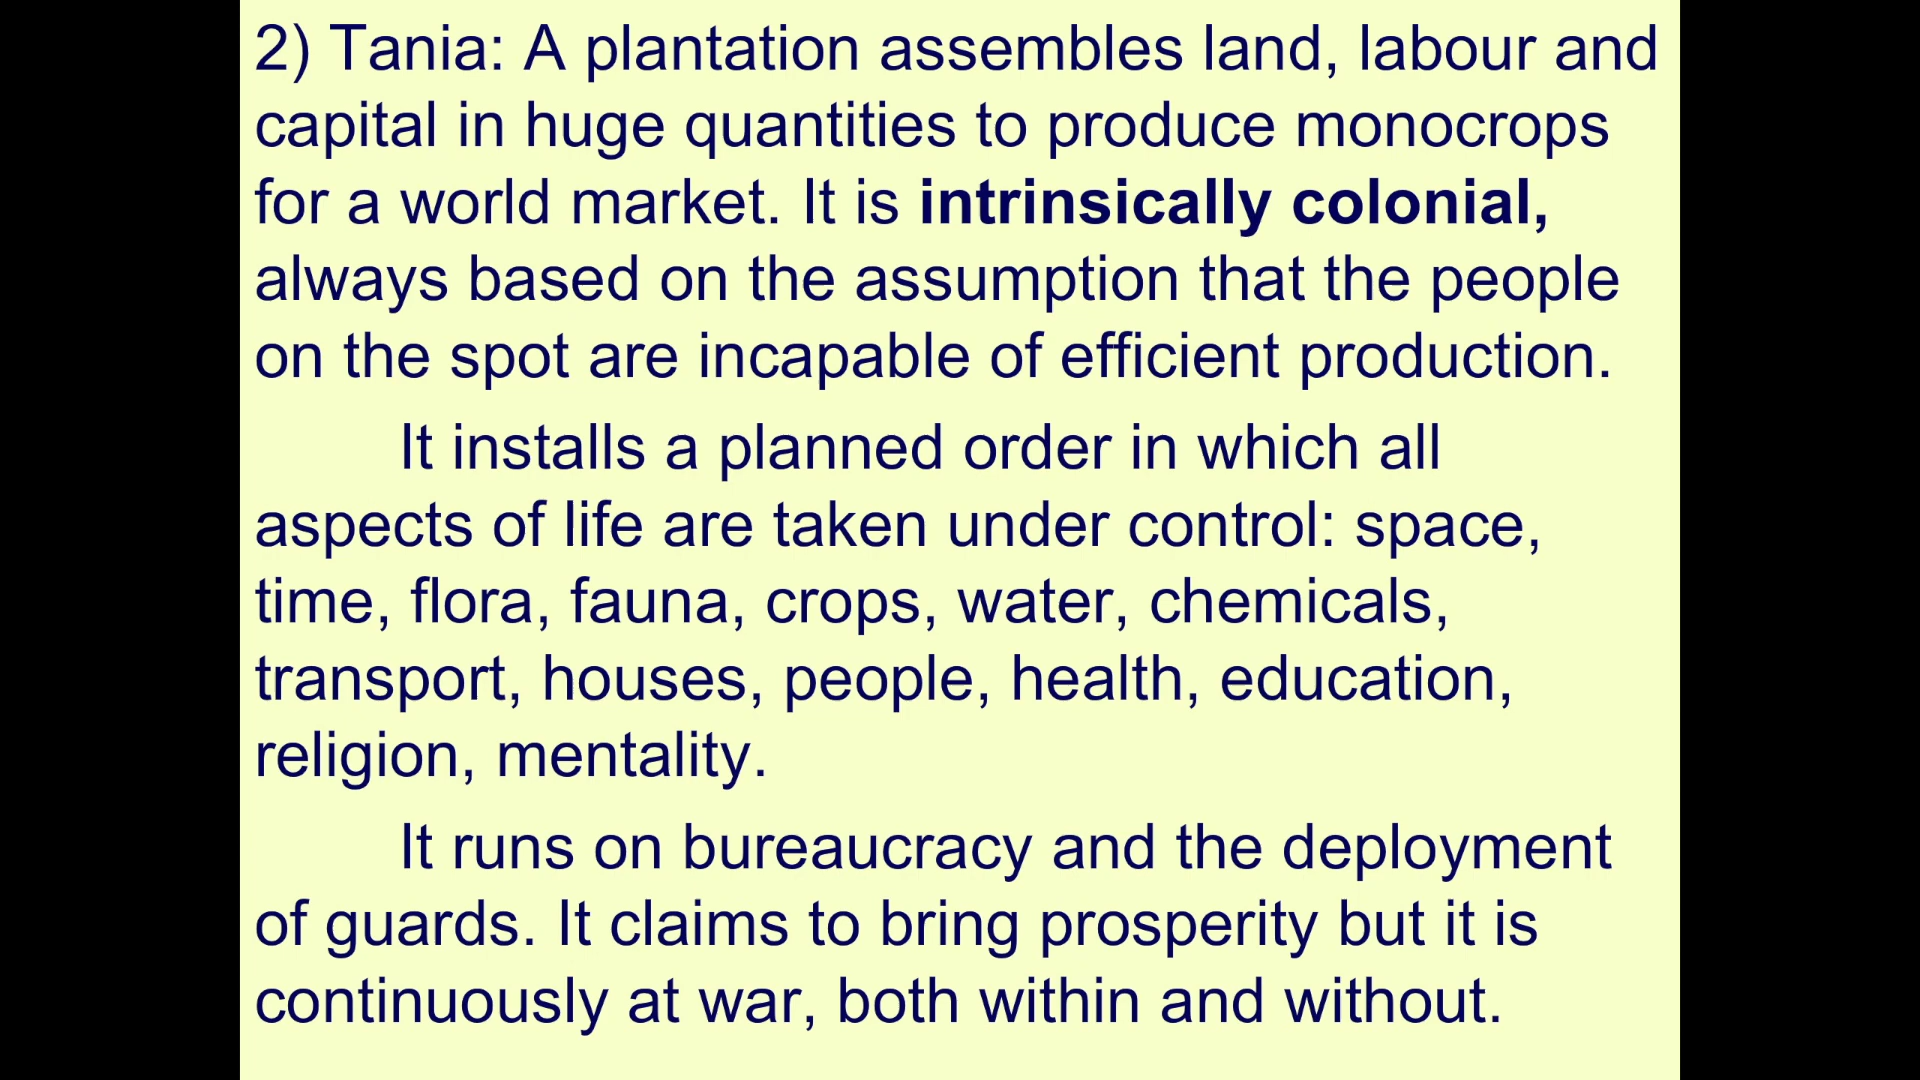 2) Tania: A plantation assembles land, labour and
capital in huge quantities to produce monocrops
for a world market. It is intrinsically colonial,
always based on the assumption that the people
on the spot are incapable of efficient production.
It installs a planned order in which all
aspects of life are taken under control: space,
time, flora, fauna, crops, water, chemicals,
transport, houses, people, health, education,
religion, mentality.
It runs on bureaucracy and the deployment
of guards. It claims to bring prosperity but it is
continuously at war, both within and without.